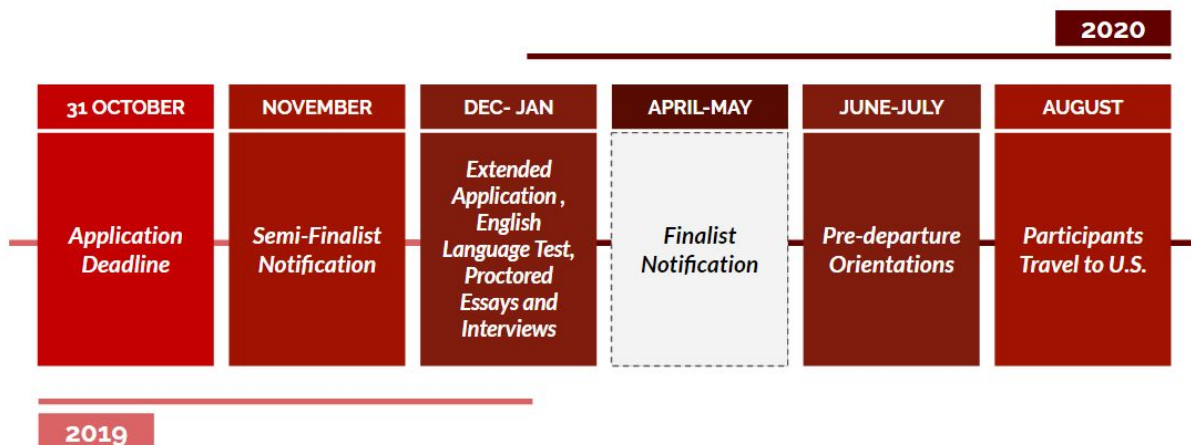 2020
31 OCTOBER
NOVEMBER
DEC- JAN
APRIL-MAY
JUNE-JULY
AUGUST
Application
Deadline
Semi-Finalist
Notification
Extended
Application ,
English
Language Test,
Proctored
Essays and
Interviews
Finalist
Notification
Pre-departure
Orientations
Participants
Travel to U.S.
2019